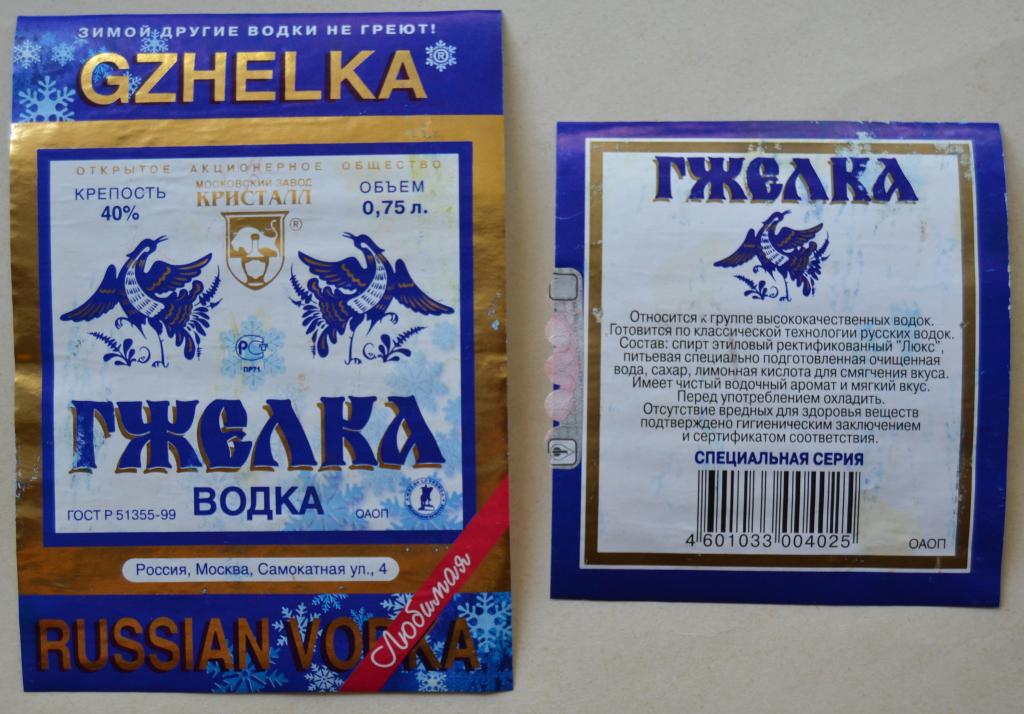 ЗИМОЙ ДРУГИЕ ВОДКИ НЕ ГРЕЮТ!
GZHELKA ®
ОТКРЫТОЕ АКЦИОНЕРНОЕ ОБЩЕСТВО
КРЕПОСТЬ
40%
МОСКОВСКИЙ ЗАВОД
КРИСТАЛЛ
®
ОБЪЕМ
0,75 л.
РСТ
ПР71
ГЖЕЛКА
ВОДКА
ГОСТ Р 51355-99
ОАОП
Россия, Москва, Самокатная ул., 4
RUSSIAN VODKA
Любимая
ГЖЕЛКА
Относится к группе высококачественных водок.
Готовится по классической технологии русских водок.
Состав: спирт этиловый ректификованный "Люкс",
питьевая специально подготовленная очищенная
вода, сахар, лимонная кислота для смягчения вкуса.
Имеет чистый водочный аромат и мягкий вкус.
Перед употреблением охладить.
Отсутствие вредных для здоровья веществ
подтверждено гигиеническим заключением
и сертификатом соответствия.
СПЕЦИАЛЬНАЯ СЕРИЯ
4 601033 004025
ОАОП